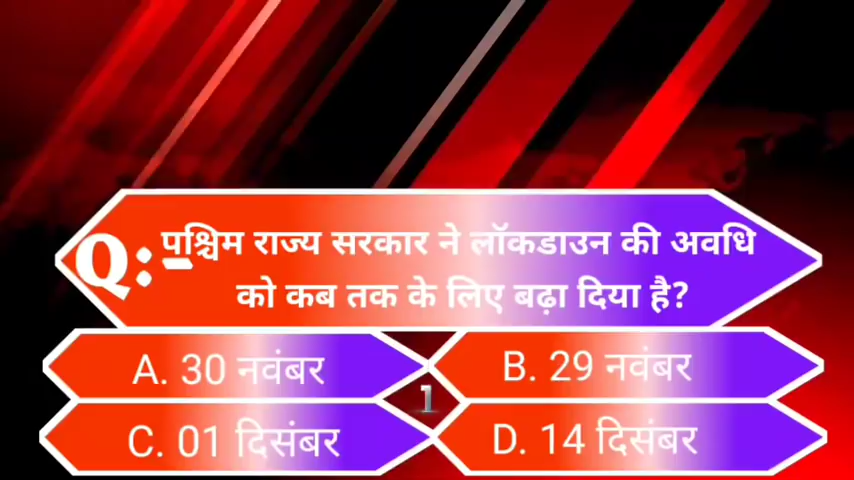 Q:- पश्चिम राज्य सरकार ने लॉकडाउन की अवधि
को कब तक के लिए बढ़ा दिया है?
A. 30 नवंबर
B. 29 नवंबर
1
C. 01 दिसंबर
D. 14 दिसंबर